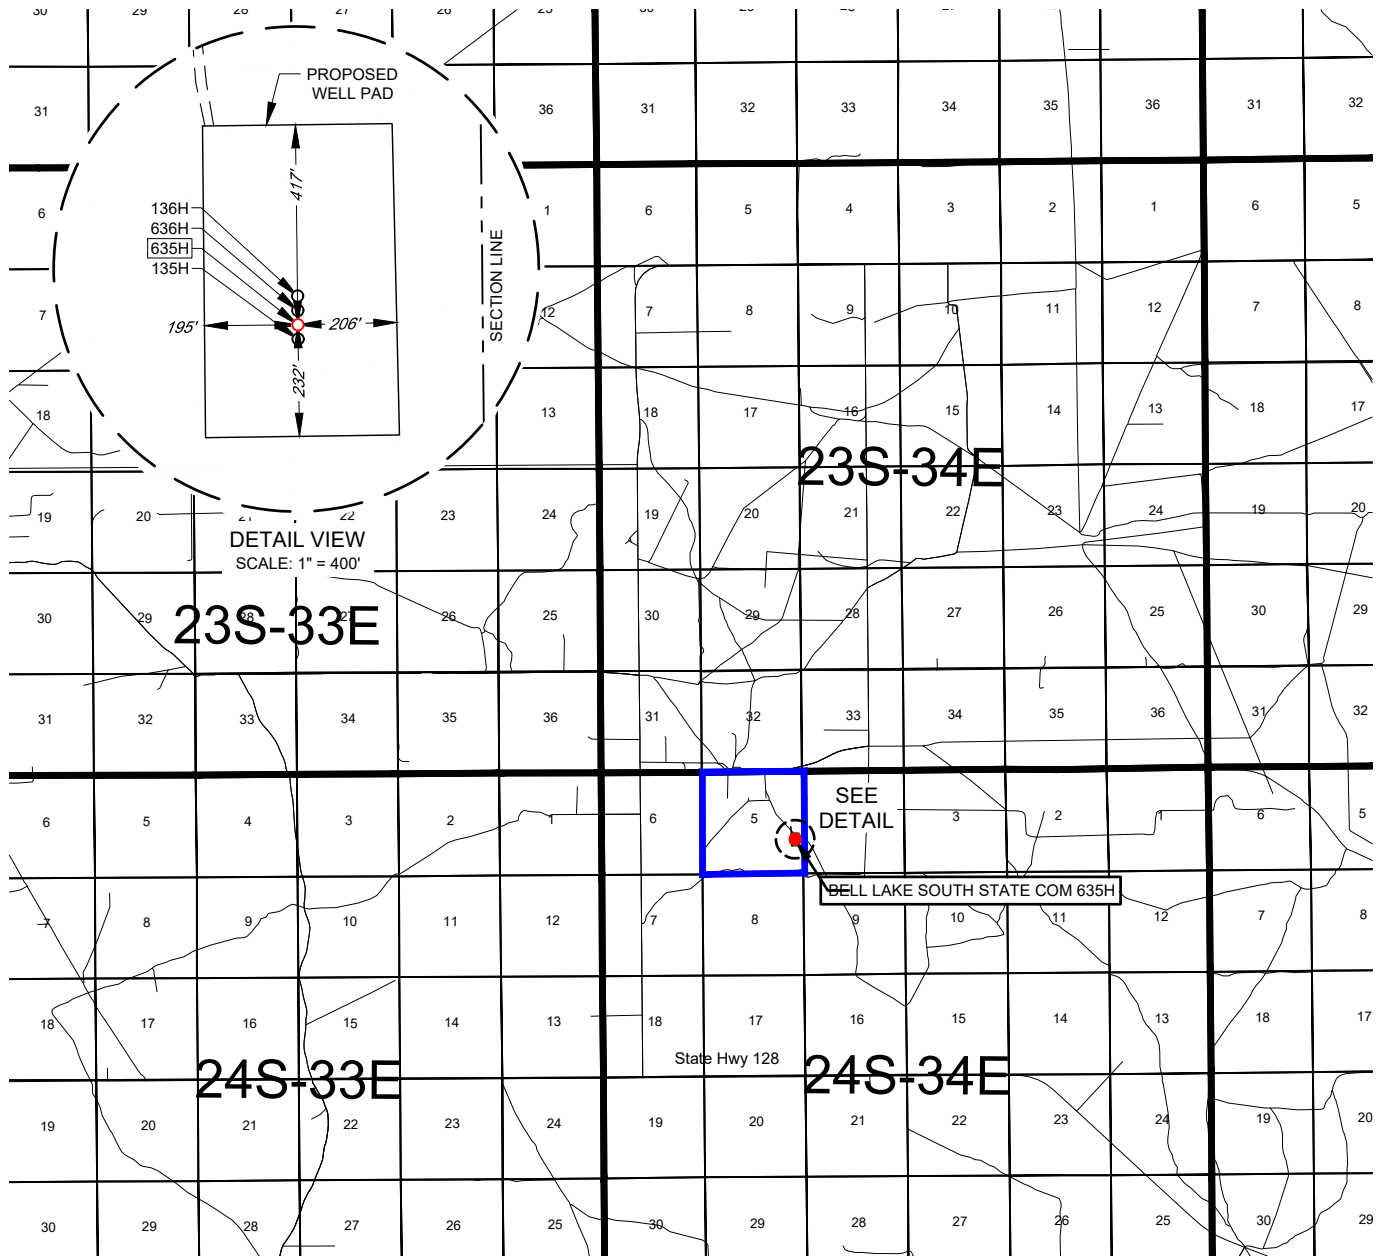 30 29 28 27 26 25 30 29 28
31 36 31 32 33 34 35 36 31 32
PROPOSED
WELL PAD
417'
136H
636H
635H
135H
195'
206'
232'
SECTION LINE
6 1 6 5 4 3 2 1 6 5
7 12 7 8 9 10 11 12 7 8
18 13 18 17 16 15 14 13 18 17
23S-34E
19 20 21 22 23 24 19 20 21 22 23 24 19 20
DETAIL VIEW
SCALE: 1" = 400'
30 29 28 27 26 25 30 29 28 27 26 25 30 29
23S-33E
31 32 33 34 35 36 31 32 33 34 35 36 31 32
SEE
DETAIL
6 5 4 3 2 1 6 5 3 2 1 6 5
BELL LAKE SOUTH STATE COM 635H
7 8 9 10 11 12 7 8 9 10 11 12 7 8
18 17 16 15 14 13 18 17 16 15 14 13 18 17
State Hwy 128
24S-33E
24S-34E
19 20 21 22 23 24 19 20 21 22 23 24 19 20
30 29 28 27 26 25 30 29 28 27 26 25 30 29